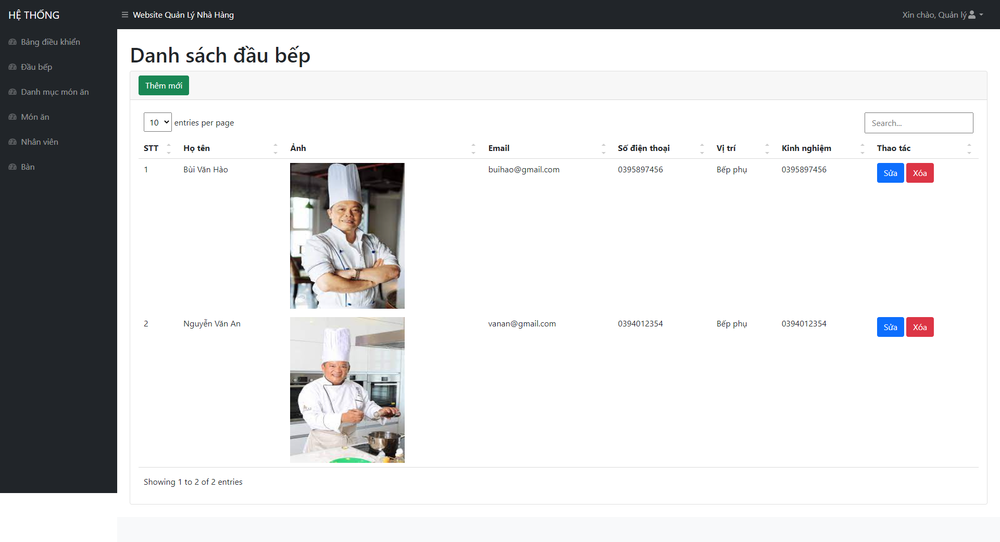 HỆ THỐNG
Website Quản Lý Nhà Hàng
Xin chào, Quản lý
Bảng điều khiển
Đầu bếp
Danh mục món ăn
Món ăn
Nhân viên
Bàn
Danh sách đầu bếp
Thêm mới
10 entries per page
Search...
STT Họ tên Ảnh Email Số điện thoại Vị trí Kinh nghiệm Thao tác
1 Bùi Văn Hào buihao@gmail.com 0395897456 Bếp phụ 0395897456 Sửa Xóa
2 Nguyễn Văn An vanan@gmail.com 0394012354 Bếp phụ 0394012354 Sửa Xóa
Showing 1 to 2 of 2 entries